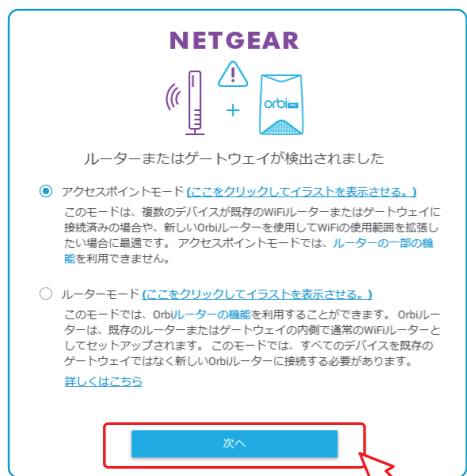 NETGEAR
orbi
ルーターまたはゲートウェイが検出されました
アクセスポイントモード (ここをクリックしてイラストを表示させる。)
このモードは、複数のデバイスが既存のWiFiルーターまたはゲートウェイに
接続済みの場合や、新しいOrbiルーターを使用してWiFiの使用範囲を拡張し
たい場合に最適です。 アクセスポイントモードでは、ルーターの一部の機
能を利用できません。
ルーターモード (ここをクリックしてイラストを表示させる。)
このモードでは、Orbiルーターの機能を利用することができます。 Orbiルー
ターは、既存のルーターまたはゲートウェイの内側で通常のWiFiルーターと
してセットアップされます。 このモードでは、すべてのデバイスを既存の
ゲートウェイではなく新しいOrbiルーターに接続する必要があります。
詳しくはこちら
次へ